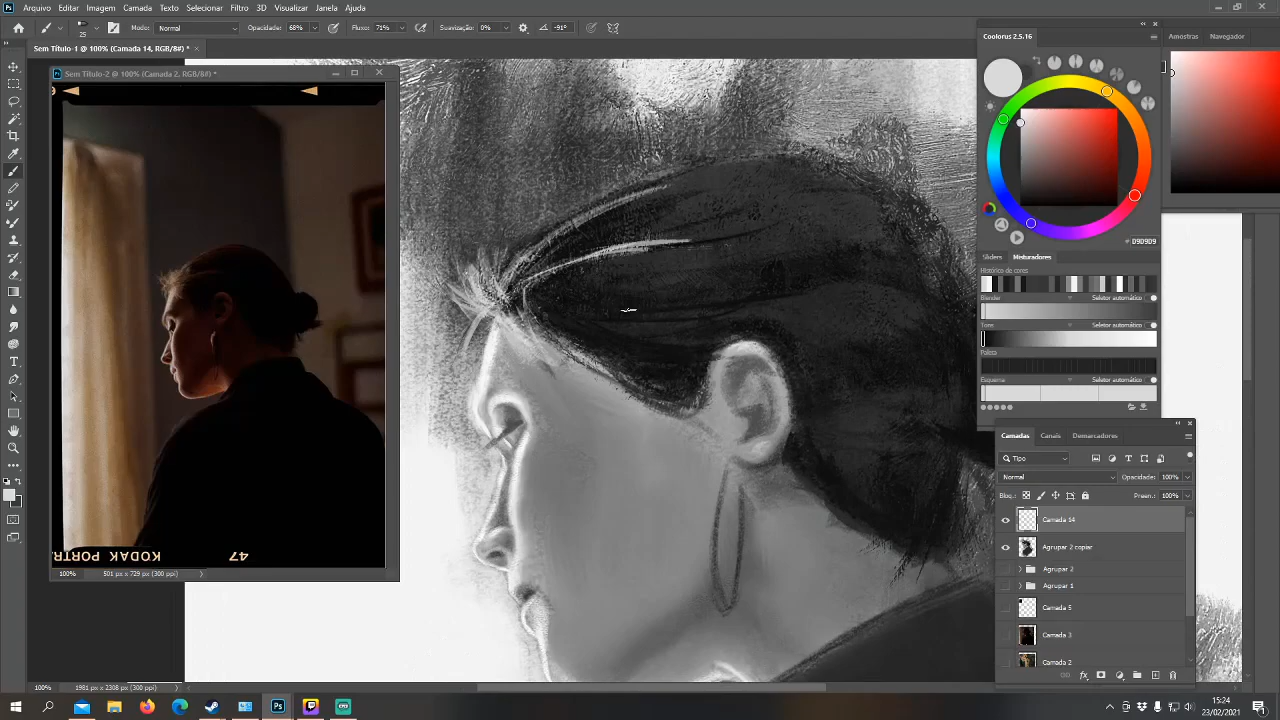 Arquivo Editar Imagem Camada Texto Selecionar Filtro 3D Visualizar Janela Ajuda
25 Modo: Normal Opacidade: 68% Fluxo: 71% Suavização: 0% -91°
Sem Título-1 @ 100% (Camada 14, RGB/8#) *
Sem Título-2 @ 100% (Camada 2, RGB/8#) *
KODAK PORTR
47
100% 501 px x 729 px (300 ppi)
Coolorus 2.5.16
Amostras Navegador
# D9D9D9
Sliders Misturadores
Histórico de cores
Blender Seletor automático
Tons Seletor automático
Paleta
Esquema Seletor automático
Camadas Canais Demarcadores
Tipo
Normal Opacidade: 100%
Bloq.: Preen.: 100%
Camada 14
Agrupar 2 copiar
Agrupar 2
Agrupar 1
Camada 5
Camada 3
Camada 2
100% 1981 px x 2308 px (300 ppi)
15:24
23/02/2021